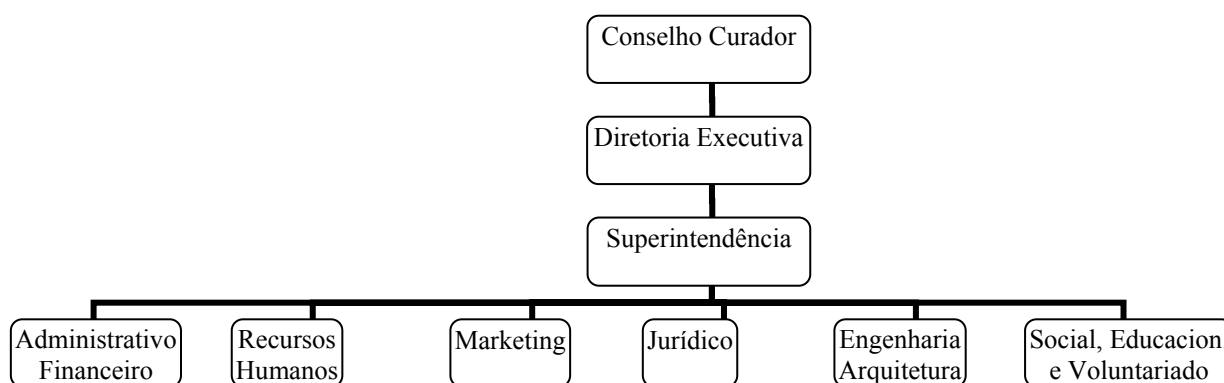 Conselho Curador
Diretoria Executiva
Superintendência
Administrativo
Financeiro
Recursos
Humanos
Marketing
Jurídico
Engenharia
Arquitetura
Social, Educacion
e Voluntariado